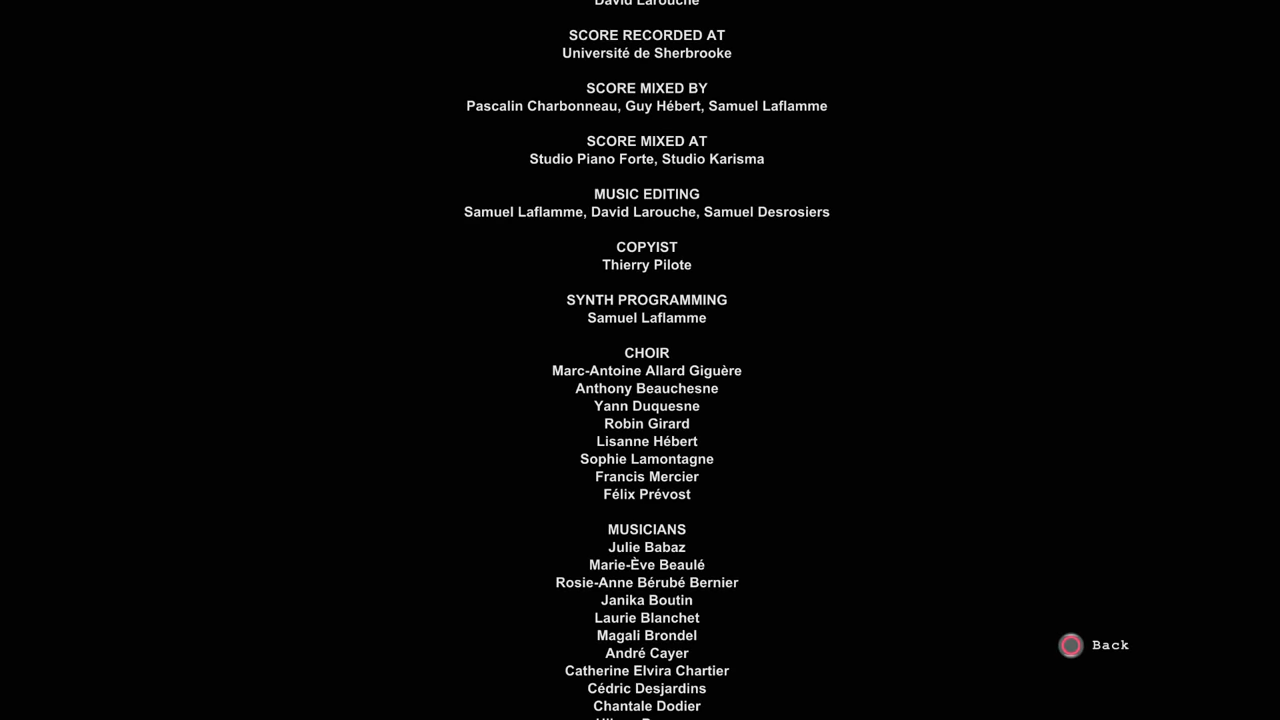 David Larouche
SCORE RECORDED AT
Université de Sherbrooke
SCORE MIXED BY
Pascalin Charbonneau, Guy Hébert, Samuel Laflamme
SCORE MIXED AT
Studio Piano Forte, Studio Karisma
MUSIC EDITING
Samuel Laflamme, David Larouche, Samuel Desrosiers
COPYIST
Thierry Pilote
SYNTH PROGRAMMING
Samuel Laflamme
CHOIR
Marc-Antoine Allard Giguère
Anthony Beauchesne
Yann Duquesne
Robin Girard
Lisanne Hébert
Sophie Lamontagne
Francis Mercier
Félix Prévost
MUSICIANS
Julie Babaz
Marie-Ève Beaulé
Rosie-Anne Bérubé Bernier
Janika Boutin
Laurie Blanchet
Magali Brondel
Back
André Cayer
Catherine Elvira Chartier
Cédric Desjardins
Chantale Dodier